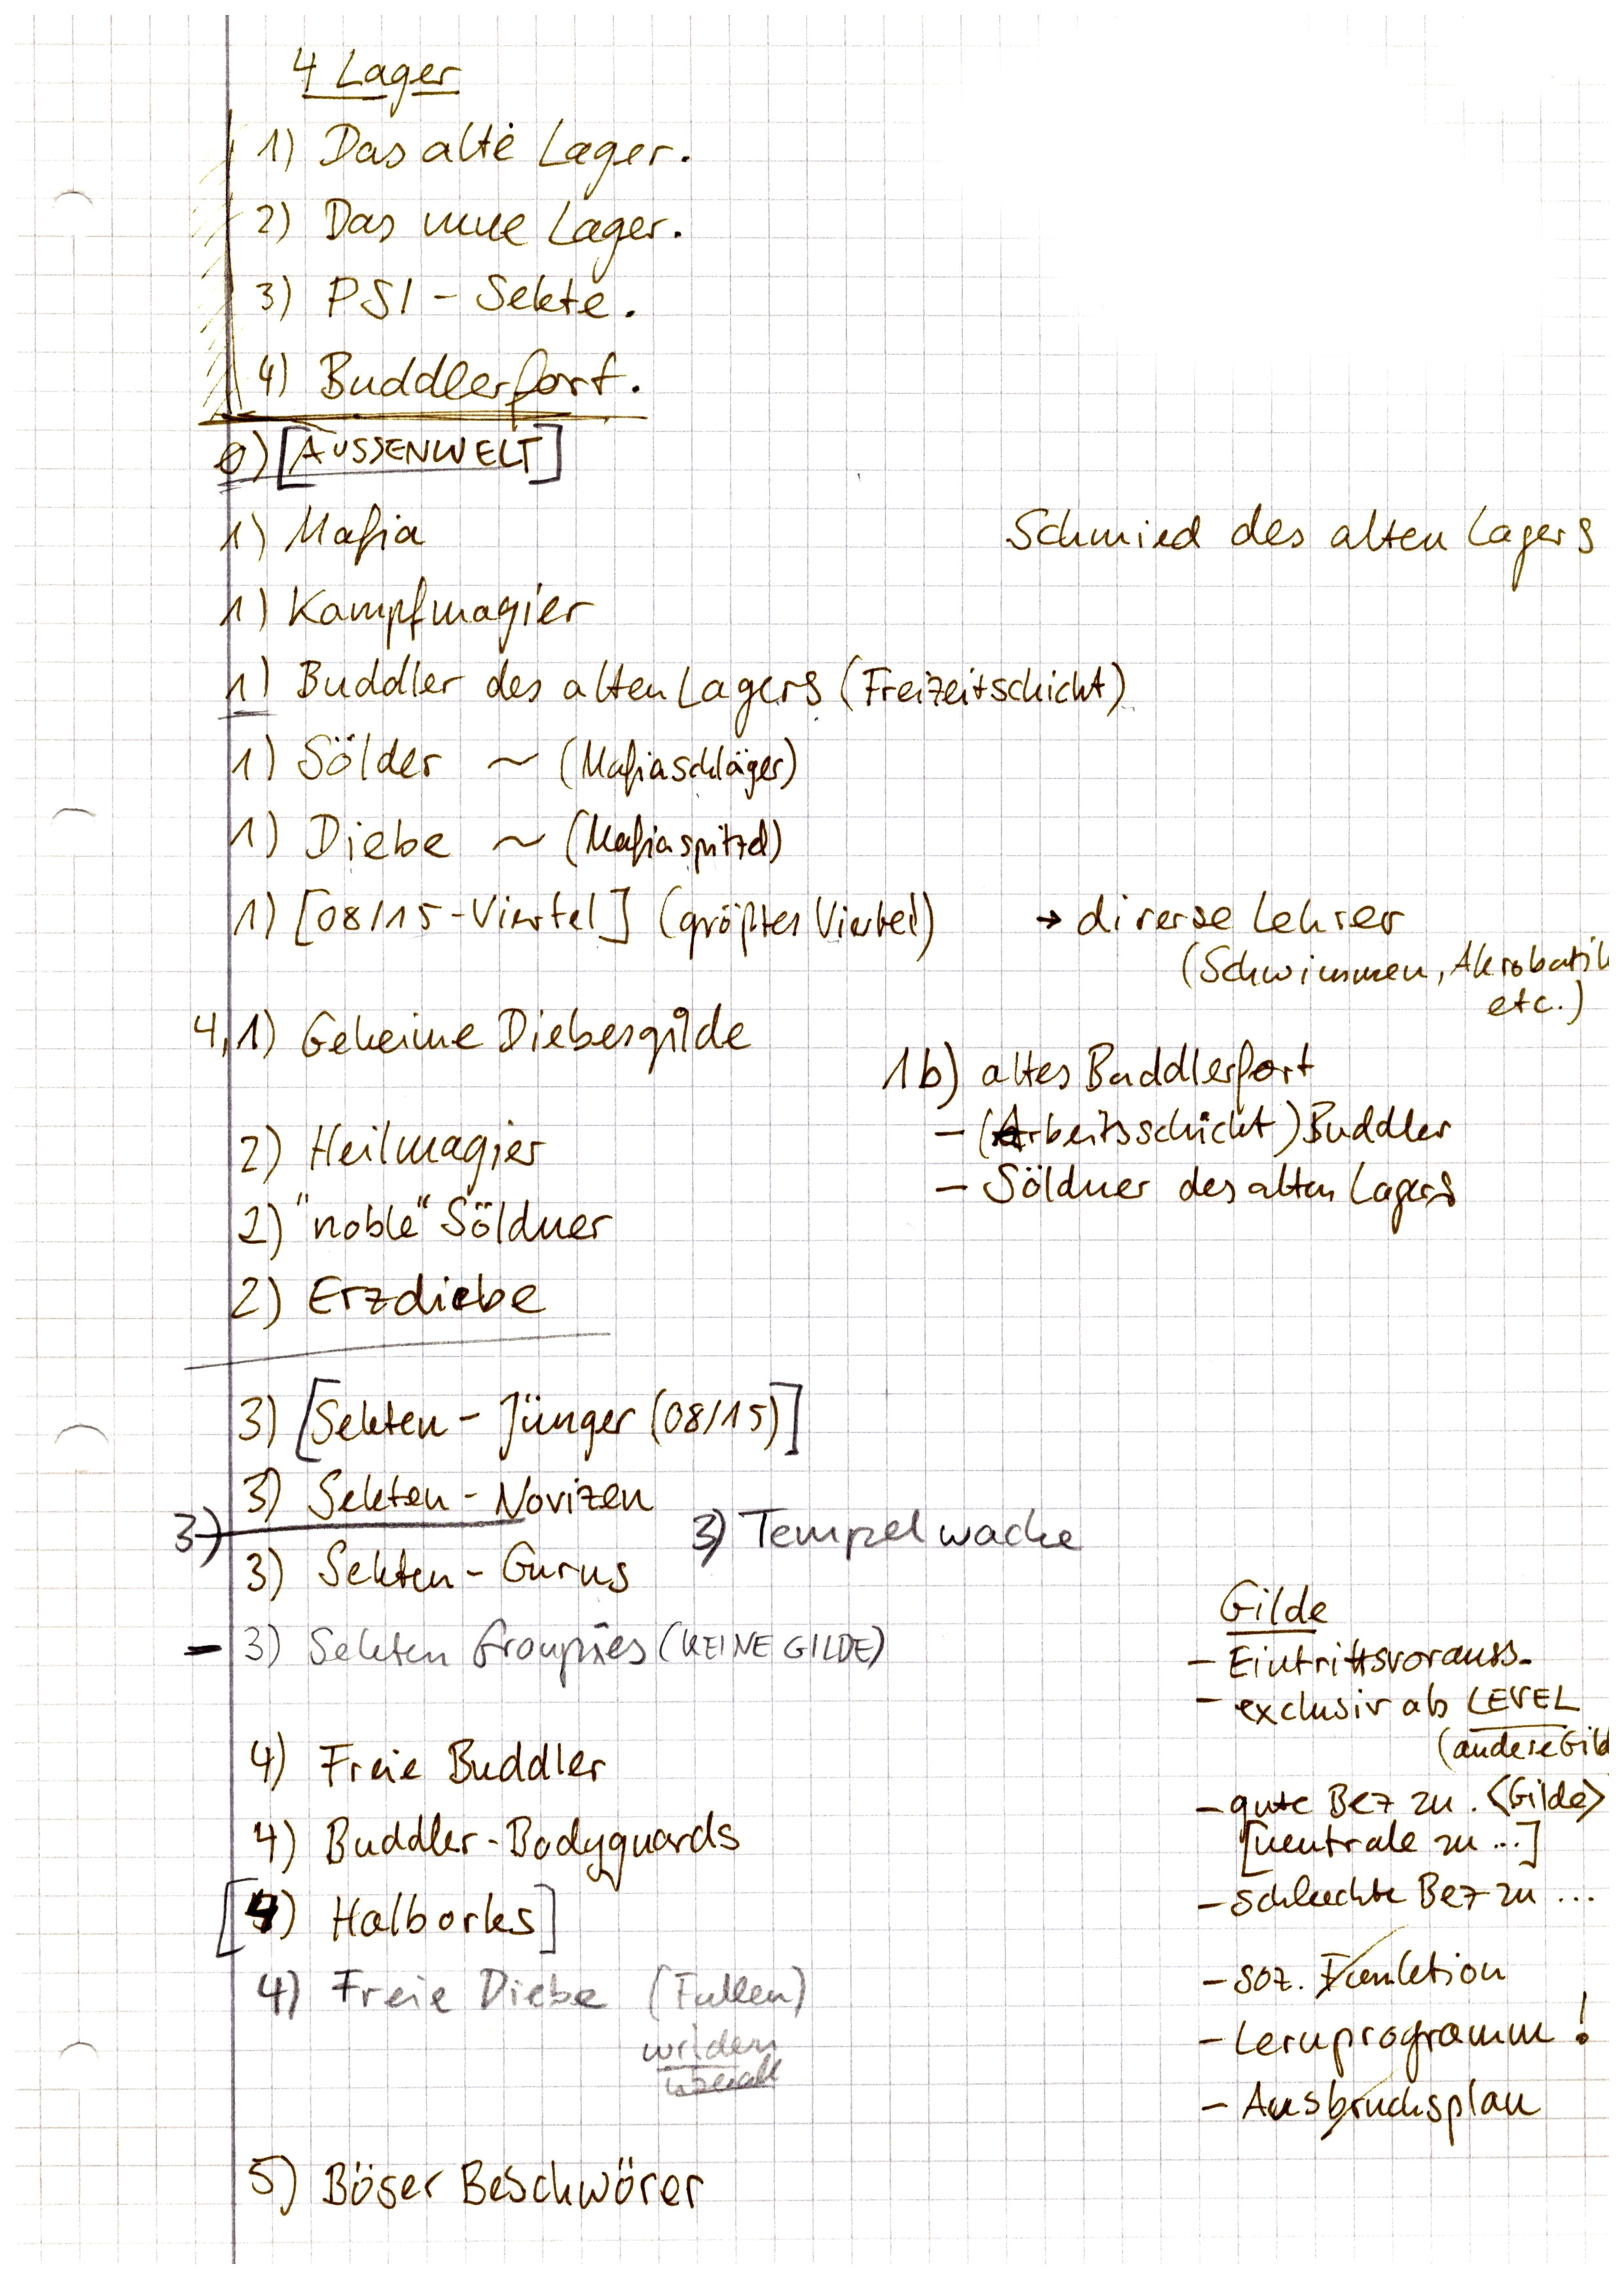 4 Lager
1) Das alte Lager.
2) Das neue Lager.
3) PSI - Sekte.
4) Buddlerfort.
0) [AUSSENWELT]
1) Mafia
Schmied des alten Lagers
1) Kampfmagier
1) Buddler des alten Lagers (Freizeitschicht)
1) Sölder ~ (Mafiaschläger)
1) Diebe ~ (Mafiaspitzel)
1) [08/15-Viertel] (größtes Viertel) → diverse Lehrer
(Schwimmen, Akrobatik
etc.)
4,1) Geheime Diebesgilde
1b) altes Buddlerfort
- (Arbeitsschicht) Buddler
- Söldner des alten Lagers
2) Heilmagier
2) "noble" Söldner
2) Erzdiebe
3) [Sekten - Jünger (08/15)]
3) Sekten - Novizen
3)
3) Tempelwache
3) Sekten - Gurus
- 3) Sekten Groupies (KEINE GILDE)
4) Freie Buddler
4) Buddler-Bodyguards
[4) Halborks]
4) Freie Diebe (Fallen)
Gilde
- Eintrittsvorauss.
- exclusiv ab LEVEL
(andere Gild
- gute Bez zu . <Gilde>
[neutrale zu ...]
- schlechte Bez zu ...
- soz. Funktion
- Lernprogramm !
- Ausbruchsplan
5) Böser Beschwörer